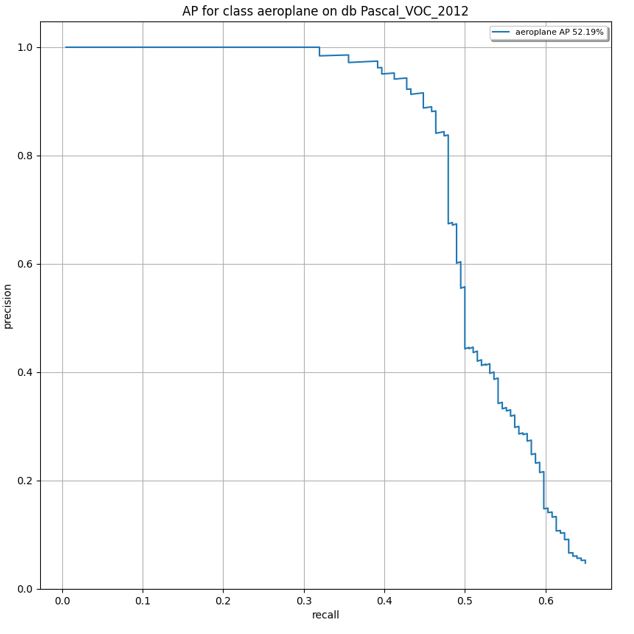 AP for class aeroplane on db Pascal_VOC_2012
aeroplane AP 52.19%
1.0
0.8
0.6
0.4
0.2
0.0
precision
0.0 0.1 0.2 0.3 0.4 0.5 0.6
recall